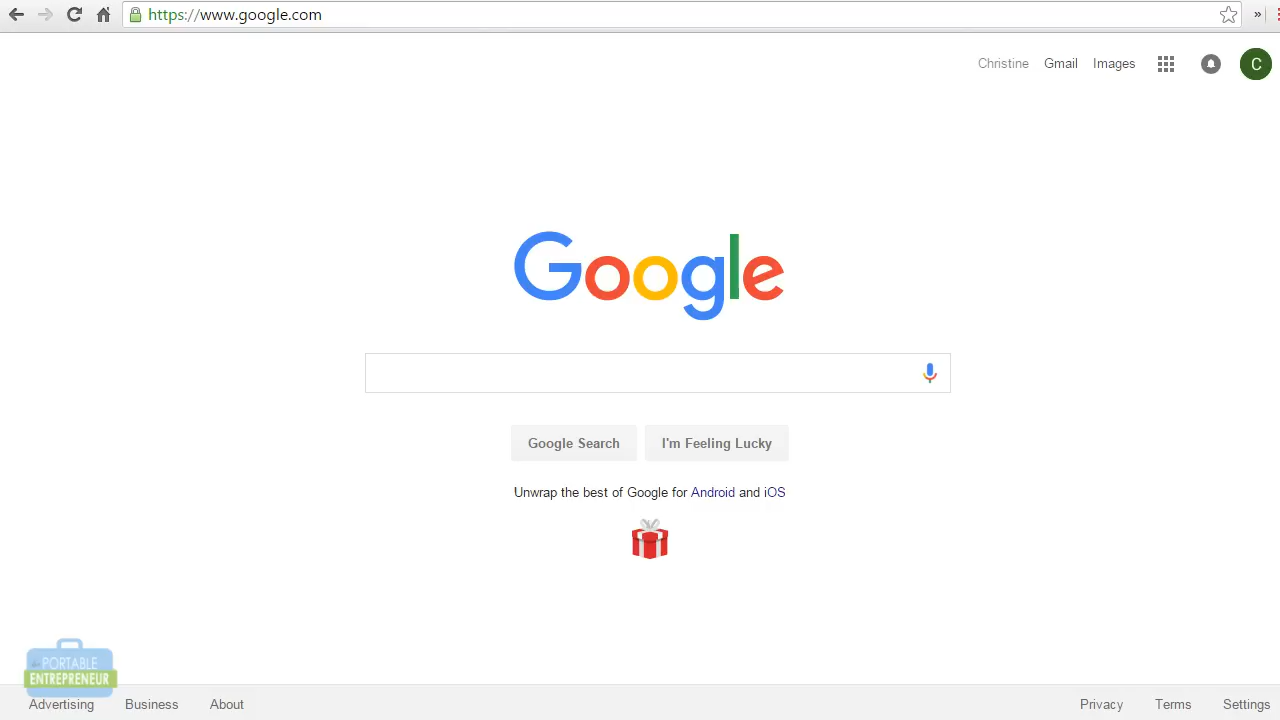 https://www.google.com
Christine Gmail Images C
Google
Google Search I'm Feeling Lucky
Unwrap the best of Google for Android and iOS
PORTABLE
ENTREPRENEUR
Advertising Business About Privacy Terms Settings